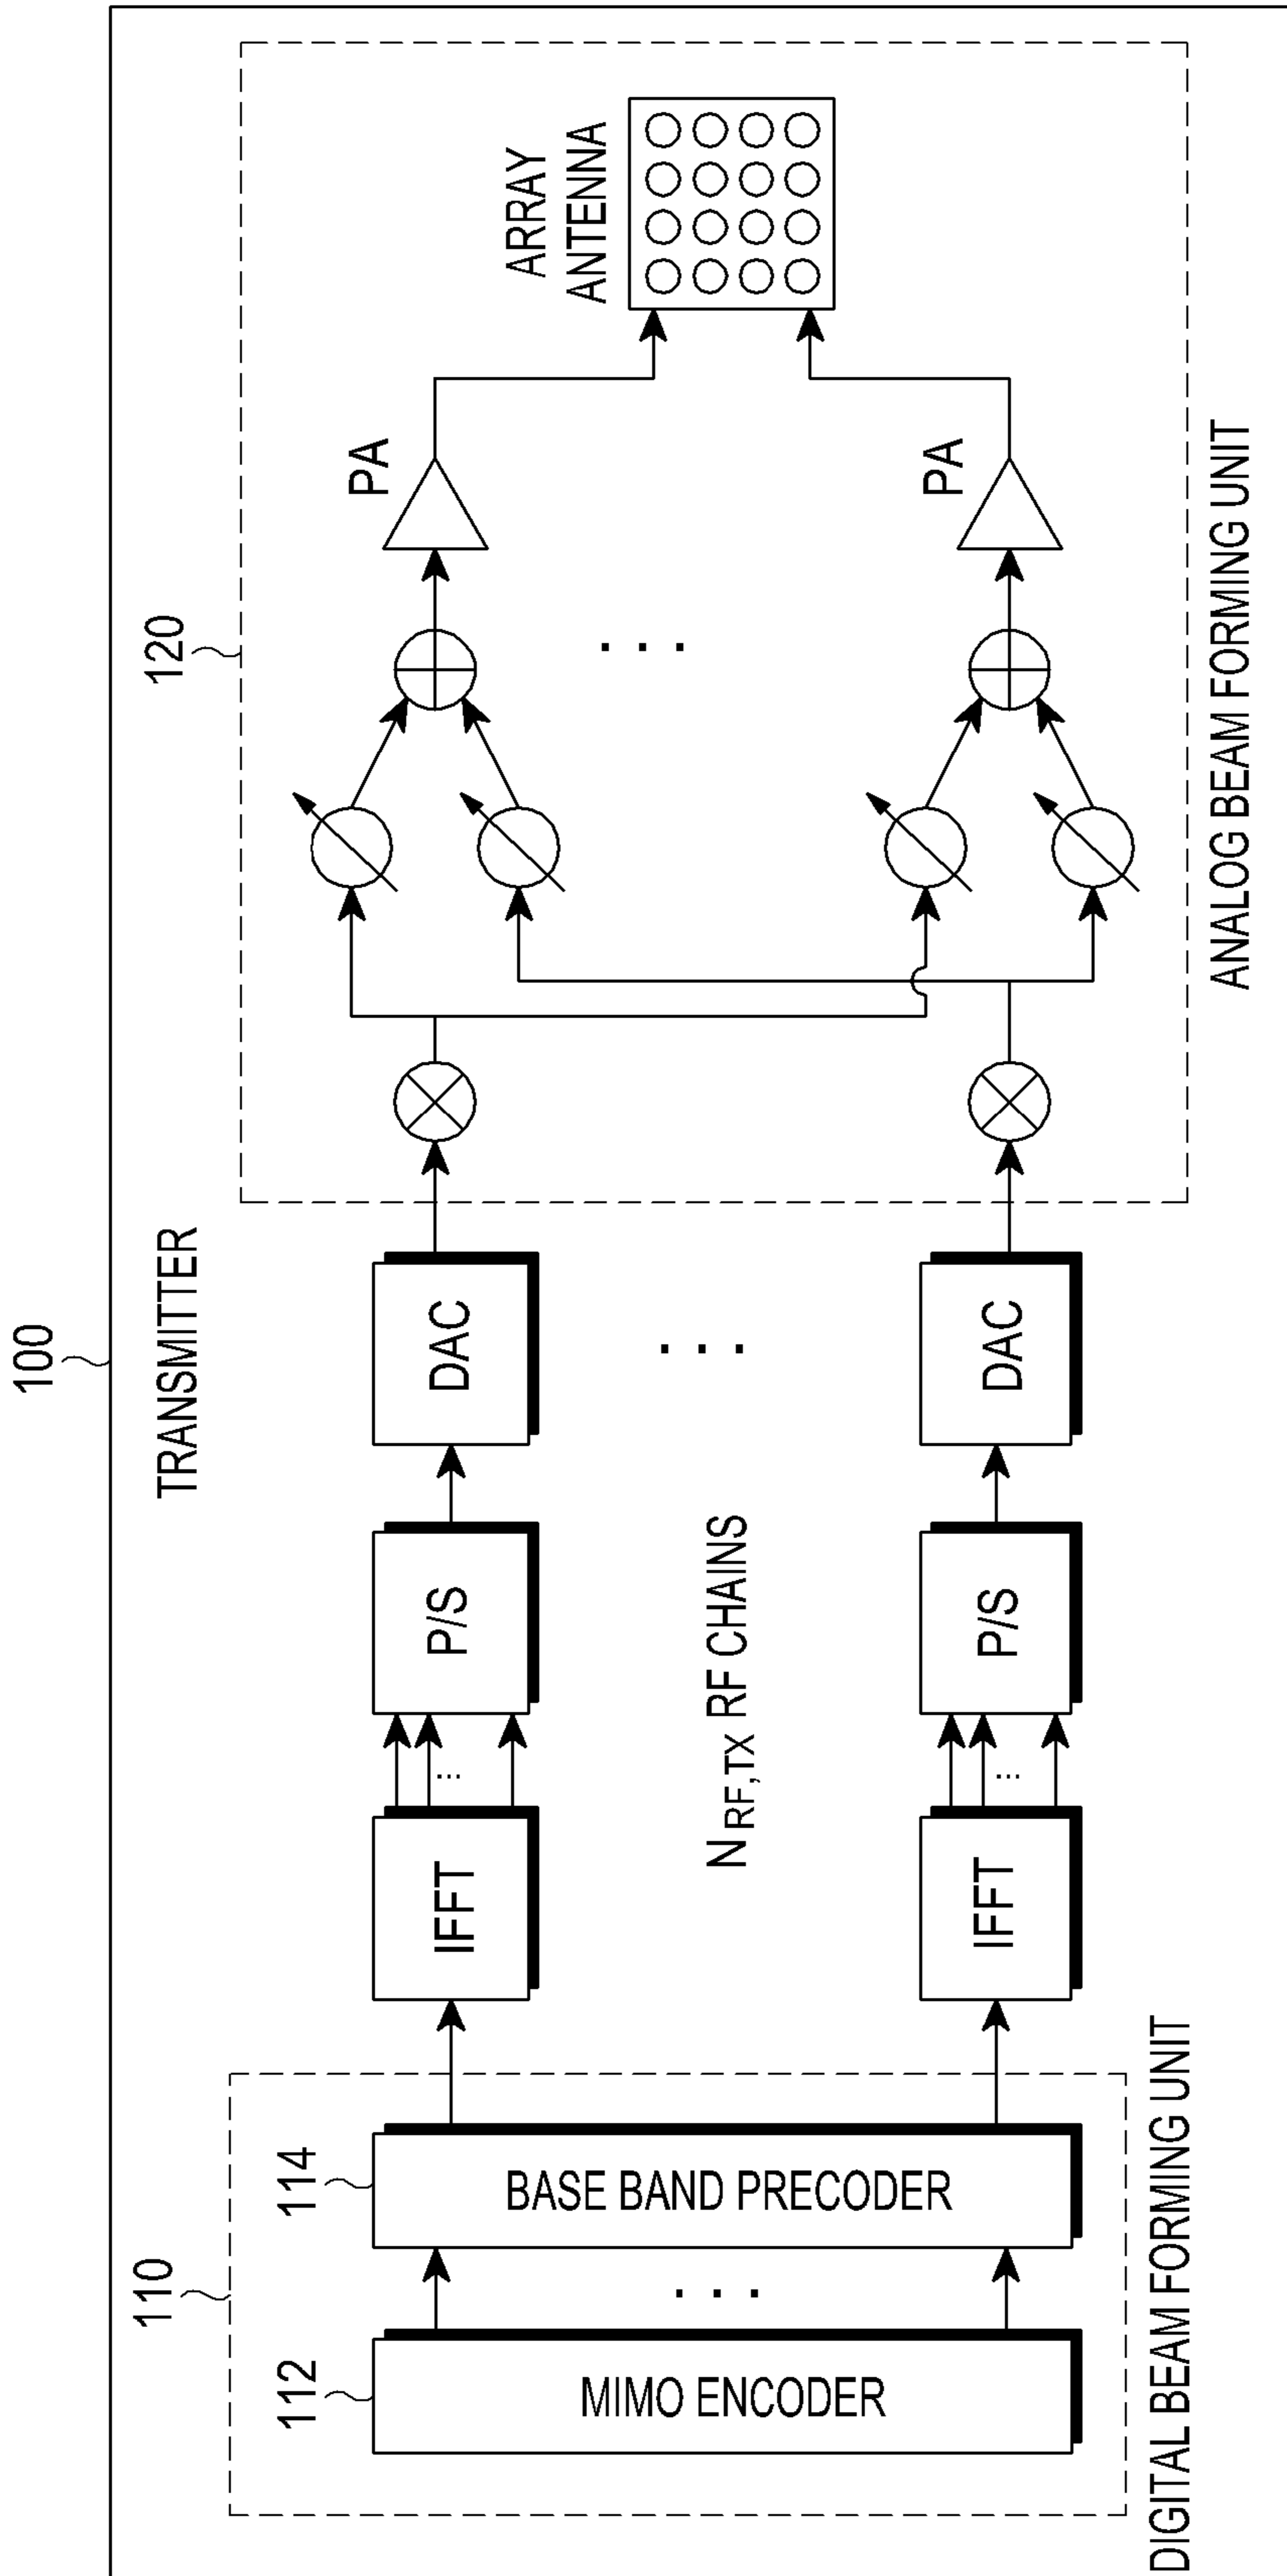 100
TRANSMITTER
110
112
MIMO ENCODER
. . .
114
BASE BAND PRECODER
DIGITAL BEAM FORMING UNIT
IFFT
...
P/S
DAC
N RF,TX RF CHAINS
. . .
IFFT
...
P/S
DAC
120
PA
. . .
PA
ARRAY
ANTENNA
ANALOG BEAM FORMING UNIT